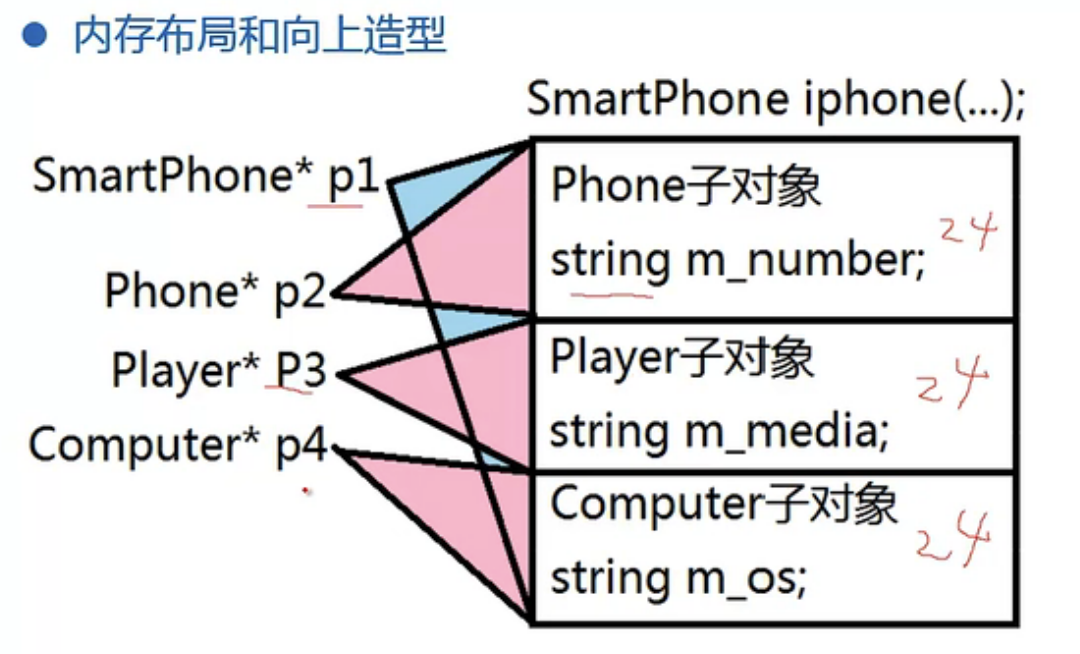 内存布局和向上造型
SmartPhone iphone(...);
SmartPhone* p1
Phone* p2
Player* P3
Computer* p4
Phone子对象
string m_number;
24
Player子对象
string m_media;
24
Computer子对象
string m_os;
24